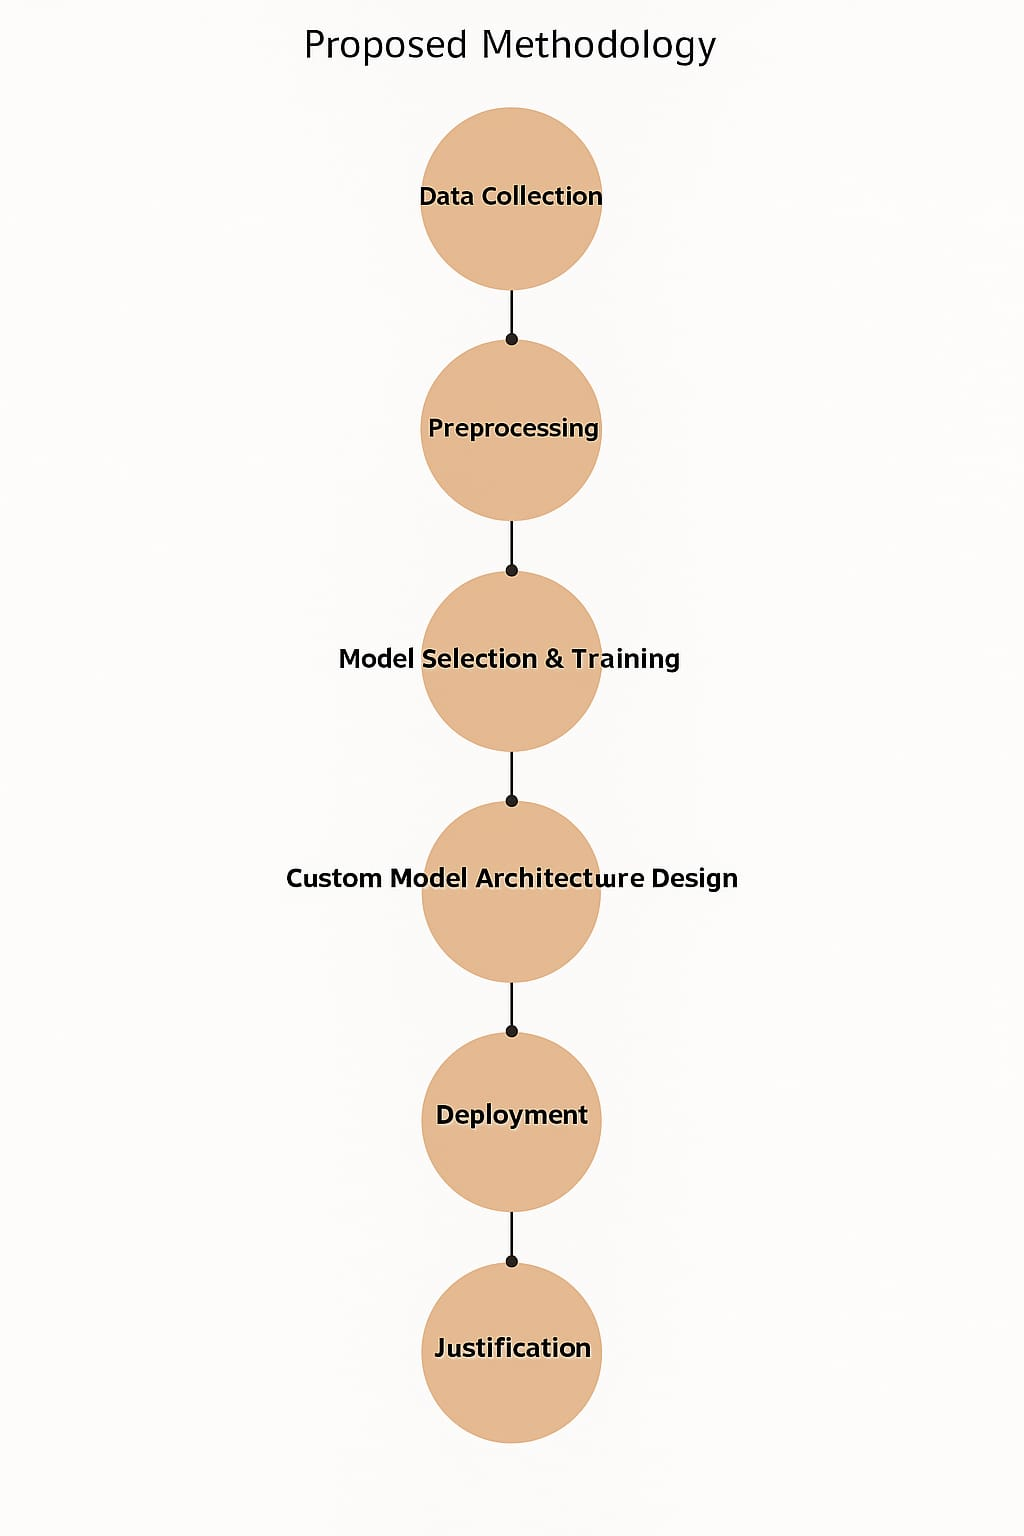 Proposed Methodology
Data Collection
Preprocessing
Model Selection & Training
Custom Model Architecture Design
Deployment
Justification